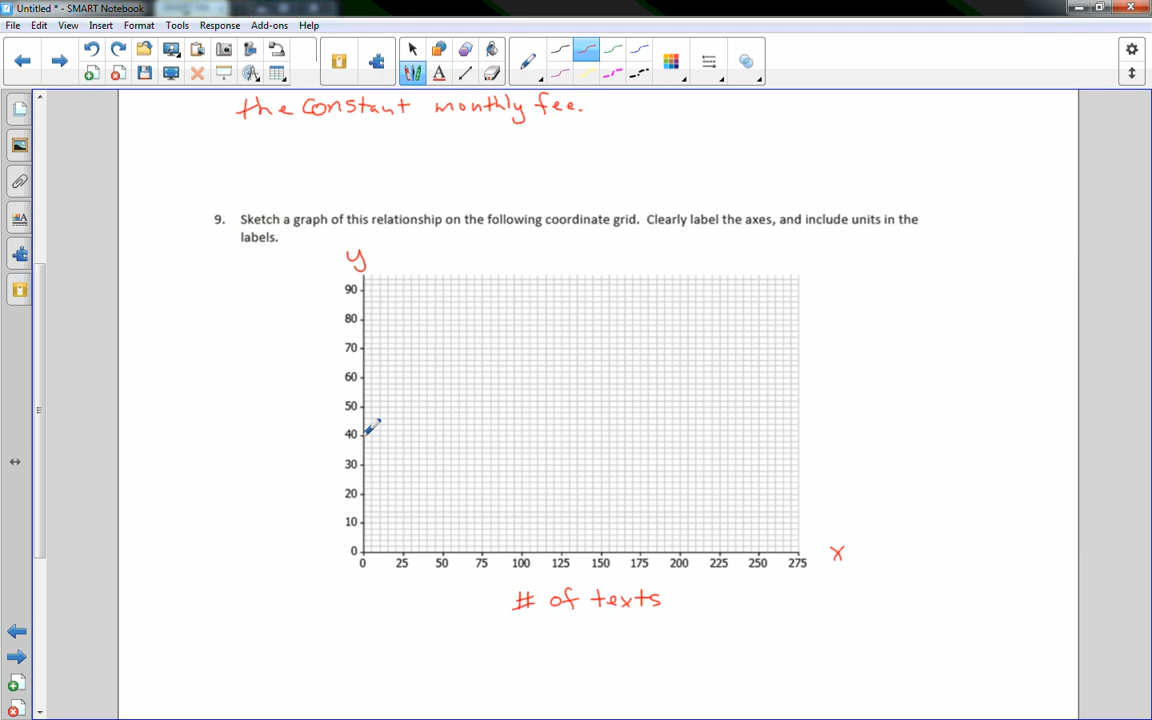 Untitled * - SMART Notebook
File Edit View Insert Format Tools Response Add-ons Help
the constant monthly fee.
9. Sketch a graph of this relationship on the following coordinate grid. Clearly label the axes, and include units in the
labels.
y
90
80
70
60
50
40
30
20
10
0
0 25 50 75 100 125 150 175 200 225 250 275
x
# of texts